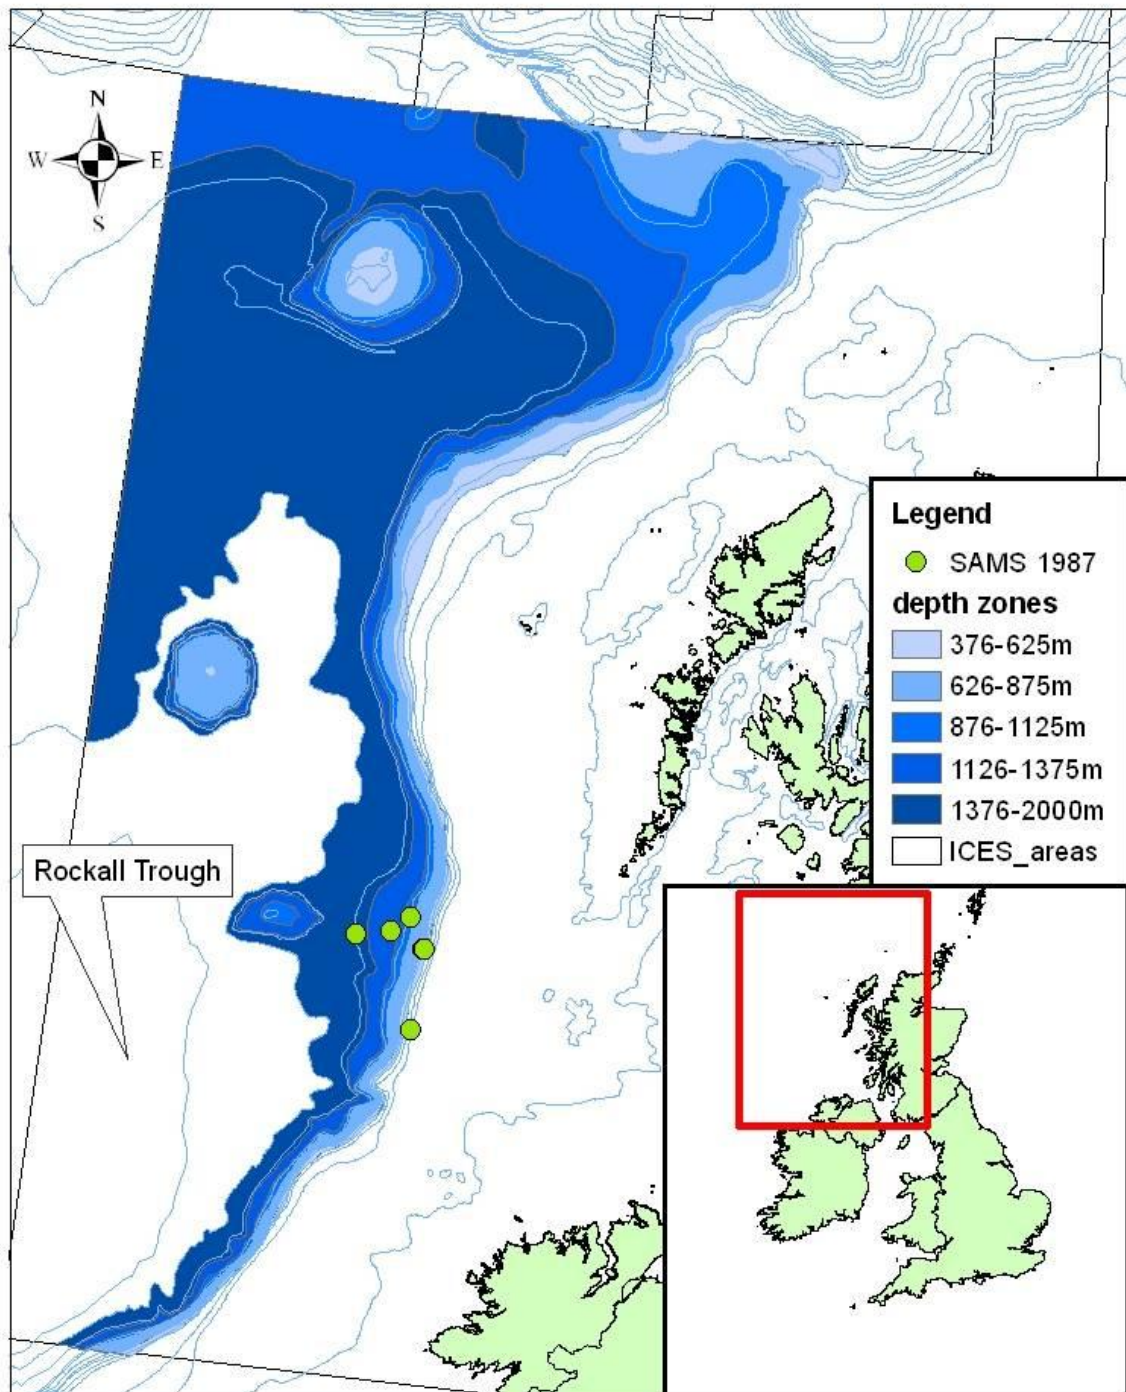 N
W E
S
Legend
SAMS 1987
depth zones
376-625m
626-875m
876-1125m
1126-1375m
1376-2000m
ICES_areas
Rockall Trough